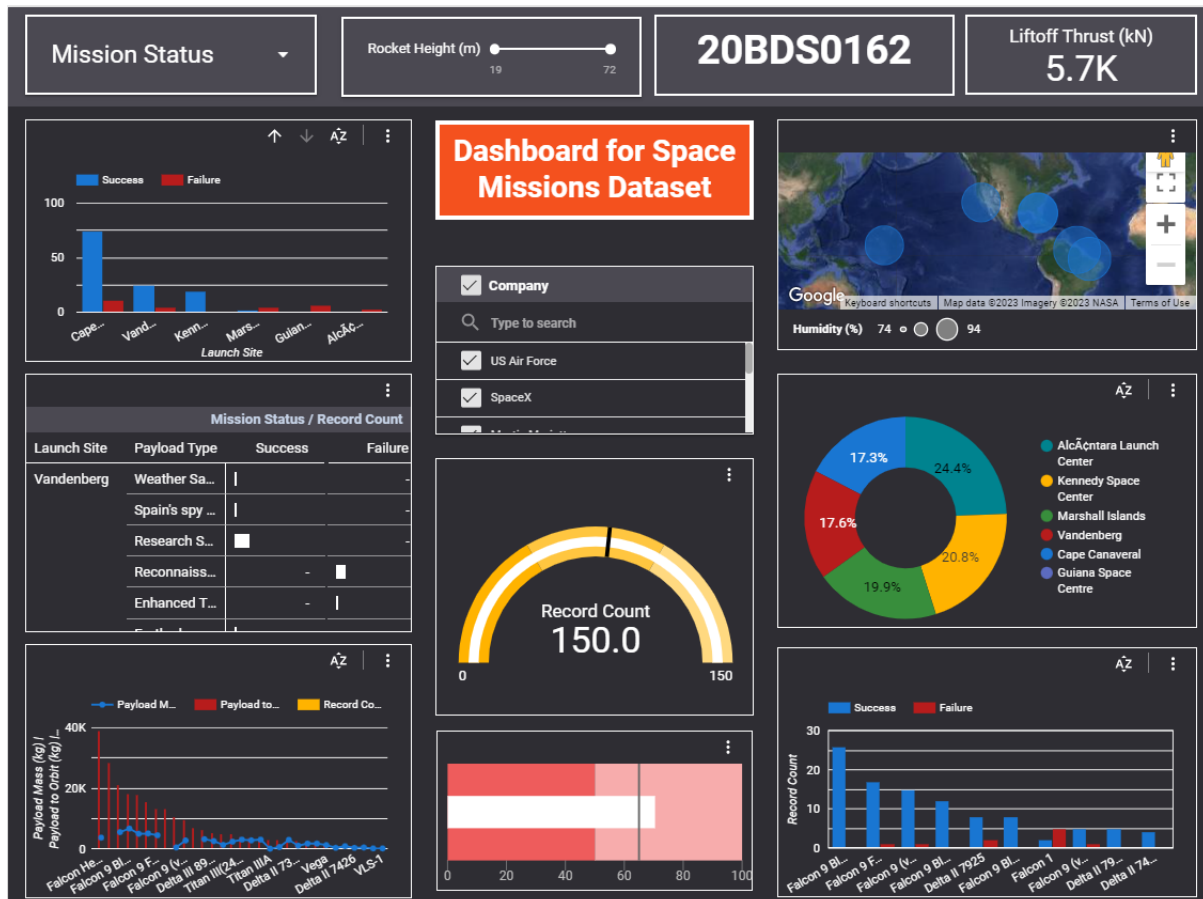 Mission Status
Rocket Height (m)
19 72
20BDS0162
Liftoff Thrust (kN)
5.7K
Success Failure
100
50
0
Cape... Vand... Kenn... Mars... Guian... AlcÃ¢...
Launch Site
Dashboard for Space
Missions Dataset
Company
Type to search
US Air Force
SpaceX
Google
Keyboard shortcuts Map data ©2023 Imagery ©2023 NASA Terms of Use
Humidity (%) 74 94
Mission Status / Record Count
Launch Site Payload Type Success Failure
Vandenberg Weather Sa... -
Spain's spy ... -
Research S... -
Reconnaiss... -
Enhanced T... -
Record Count
150.0
0 150
17.3%
24.4%
17.6%
20.8%
19.9%
AlcÃ¢ntara Launch
Center
Kennedy Space
Center
Marshall Islands
Vandenberg
Cape Canaveral
Guiana Space
Centre
Payload M... Payload to... Record Co...
Payload Mass (kg) |
Payload to Orbit (kg) |...
40K
20K
0
Falcon He... Falcon 9 Bl... Falcon 9 F... Falcon 9 (v... Delta III 89... Titan III(24... Titan IIIA Delta II 73... Vega Delta II 7426 VLS-1
0 20 40 60 80 100
Success Failure
Record Count
30
20
10
0
Falcon 9 Bl... Falcon 9 F... Falcon 9 (v... Falcon 9 Bl... Delta II 7925 Falcon 9 Bl... Falcon 1 Falcon 9 (v... Delta II 79... Delta II 74...